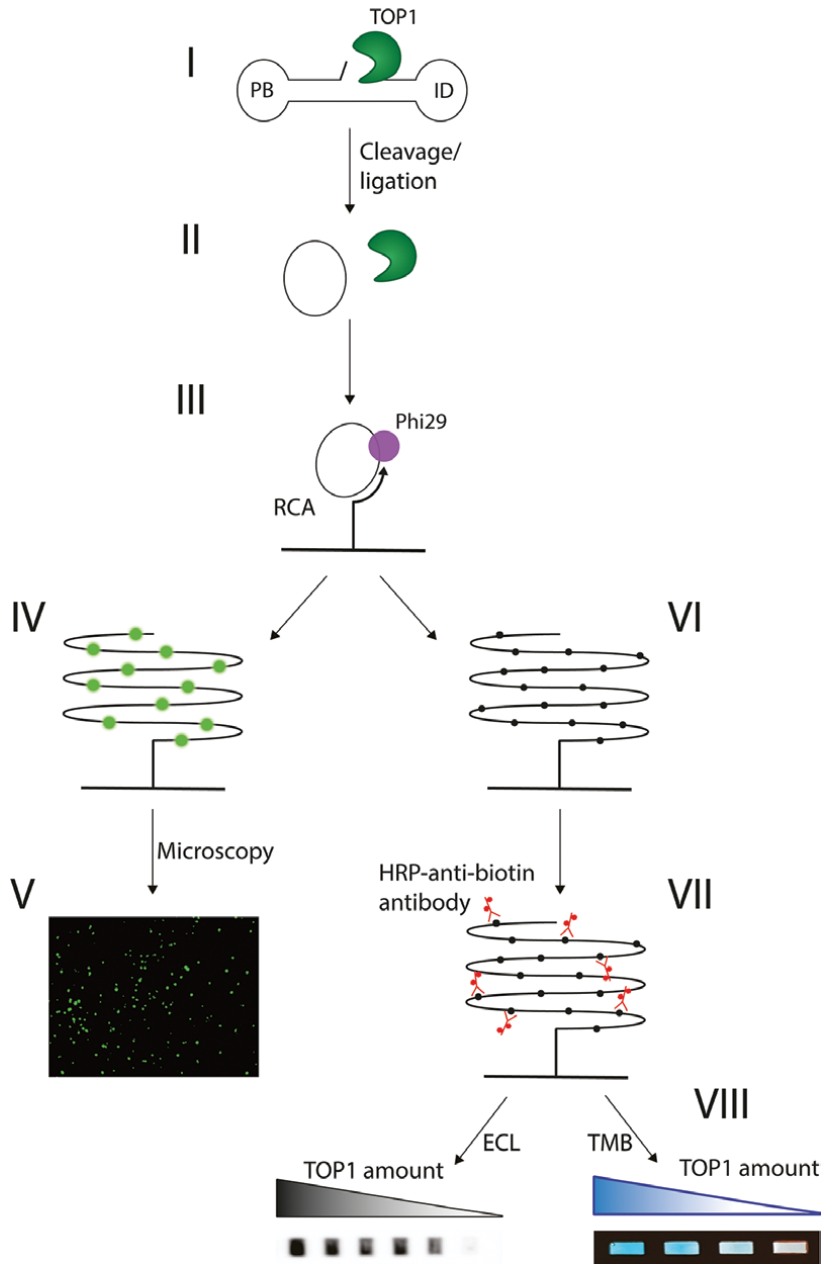 TOP1
I
PB
ID
Cleavage/
ligation
II
III
Phi29
RCA
IV
VI
Microscopy
V
HRP-anti-biotin
antibody
VII
VIII
ECL
TMB
TOP1 amount
TOP1 amount